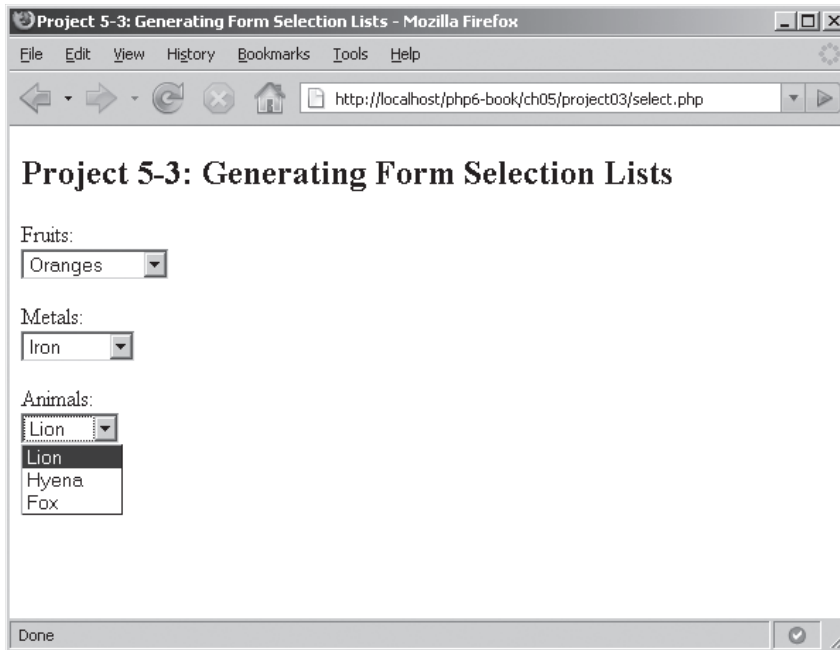 Project 5-3: Generating Form Selection Lists - Mozilla Firefox
File Edit View History Bookmarks Tools Help
http://localhost/php6-book/ch05/project03/select.php
Project 5-3: Generating Form Selection Lists
Fruits:
Oranges
Metals:
Iron
Animals:
Lion
Lion
Hyena
Fox
Done